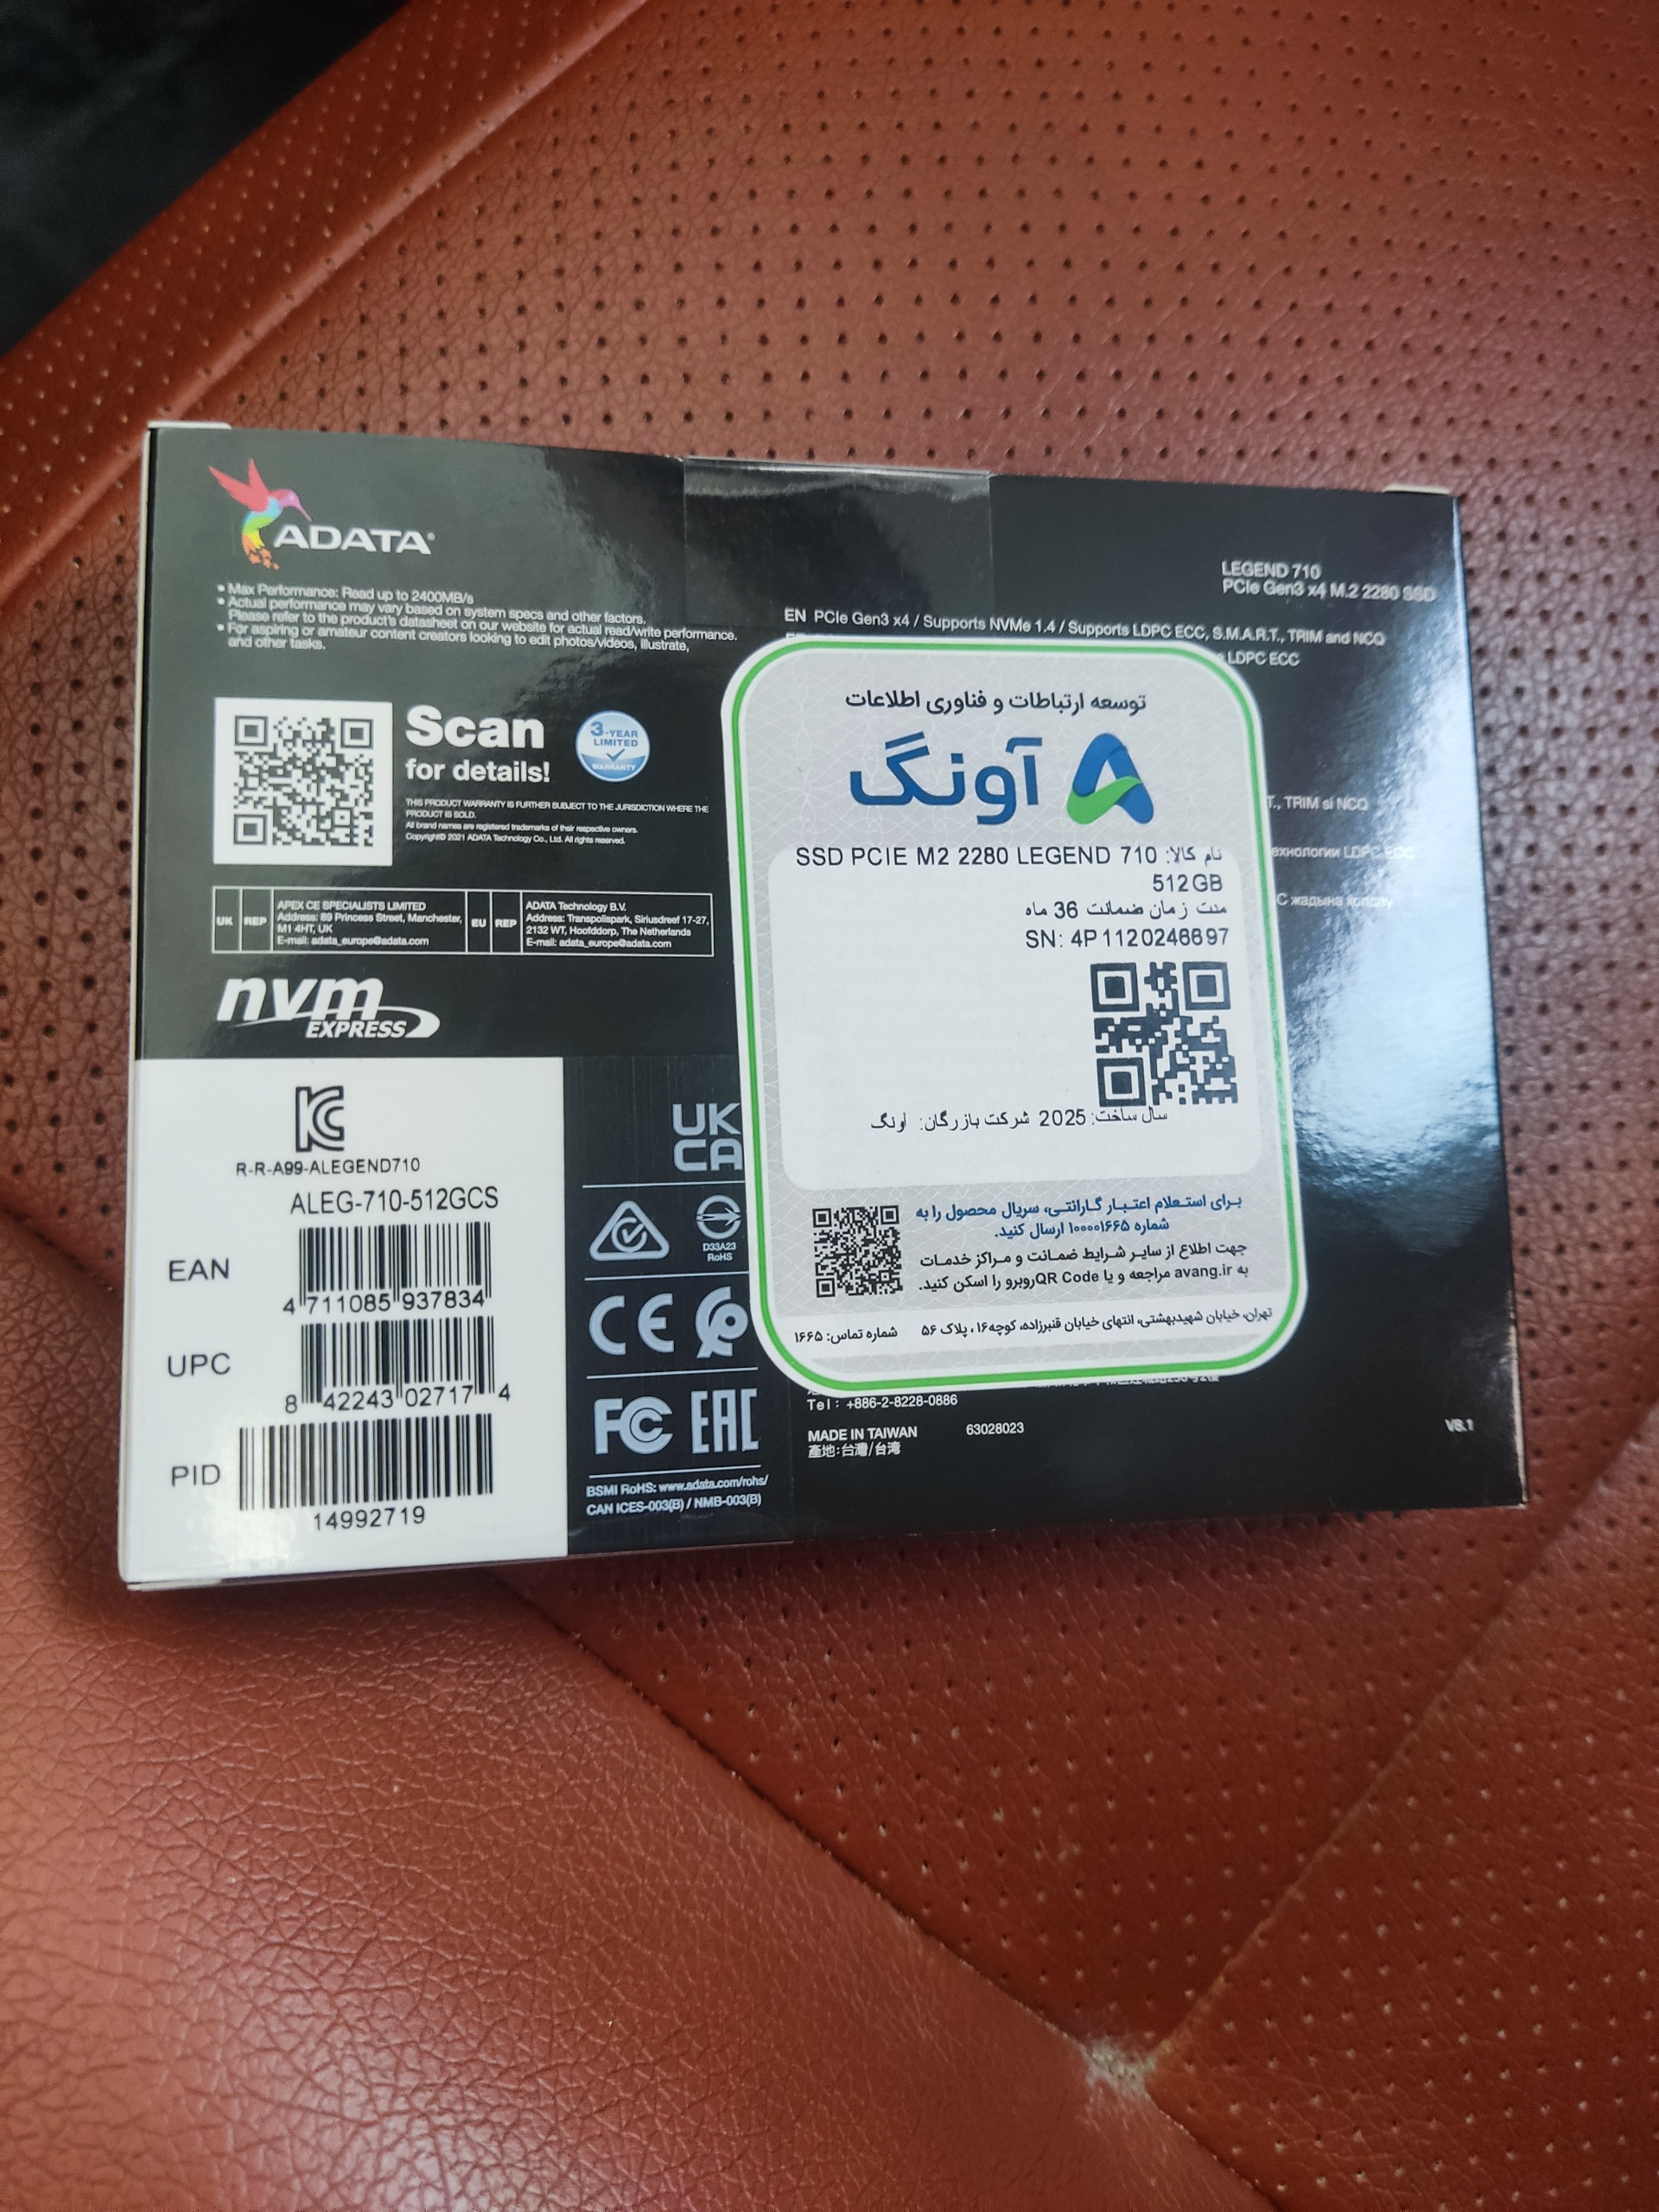 ADATA
• Max Performance: Read up to 2400MB/s
• Actual performance may vary based on system specs and other factors.
Please refer to the product's datasheet on our website for actual read/write performance.
• For aspiring or amateur content creators looking to edit photos/videos, illustrate,
and other tasks.
LEGEND 710
PCIe Gen3 x4 M.2 2280 SSD
EN PCIe Gen3 x4 / Supports NVMe 1.4 / Supports LDPC ECC, S.M.A.R.T., TRIM and NCQ
LDPC ECC
T., TRIM si NCQ
ехнологии LDPC ECC
Scan
for details!
3-YEAR
LIMITED
WARRANTY
THIS PRODUCT WARRANTY IS FURTHER SUBJECT TO THE JURISDICTION WHERE THE
PRODUCT IS SOLD.
All brand names are registered trademarks of their respective owners.
Copyright© 2021 ADATA Technology Co., Ltd. All rights reserved.
UK REP
APEX CE SPECIALISTS LIMITED
Address: 89 Princess Street, Manchester,
M1 4HT, UK
E-mail: adata_europe@adata.com
EU REP
ADATA Technology B.V.
Address: Transpolispark, Siriusdreef 17-27,
2132 WT, Hoofddorp, The Netherlands
E-mail: adata_europe@adata.com
nvm
EXPRESS
R-R-A99-ALEGEND710
ALEG-710-512GCS
EAN
4 711085 937834
UPC
8 42243 02717 4
PID
14992719
UK
CA
D33A23
RoHS
CE
FC EAC
BSMI RoHS: www.adata.com/rohs/
CAN ICES-003(B) / NMB-003(B)
توسعه ارتباطات و فناوری اطلاعات
آونگ
نام کالا: SSD PCIE M2 2280 LEGEND 710
512GB
مدت زمان ضمانت 36 ماه
SN: 4P1120246697
سال ساخت: 2025 شرکت بازرگان: آونگ
برای استعلام اعتبار گارانتی، سریال محصول را به
شماره ۱۰۰۰۰۱۶۶۵ ارسال کنید.
جهت اطلاع از سایر شرایط ضمانت و مراکز خدمات
به avang.ir مراجعه و یا QR Code روبرو را اسکن کنید.
تهران، خیابان شهیدبهشتی، انتهای خیابان قنبرزاده، کوچه۱۶، پلاک ۵۶
شماره تماس: ۱۶۶۵
Tel: +886-2-8228-0886
MADE IN TAIWAN
63028023
產地:台灣/台湾
V8.1